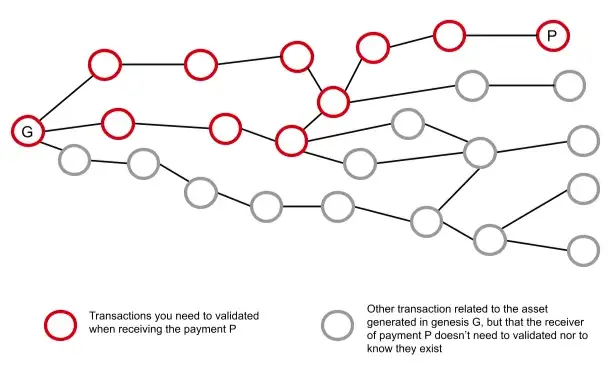 P
G
Transactions you need to validated
when receiving the payment P
Other transaction related to the asset
generated in genesis G, but that the receiver
of payment P doesn't need to validated nor to
know they exist